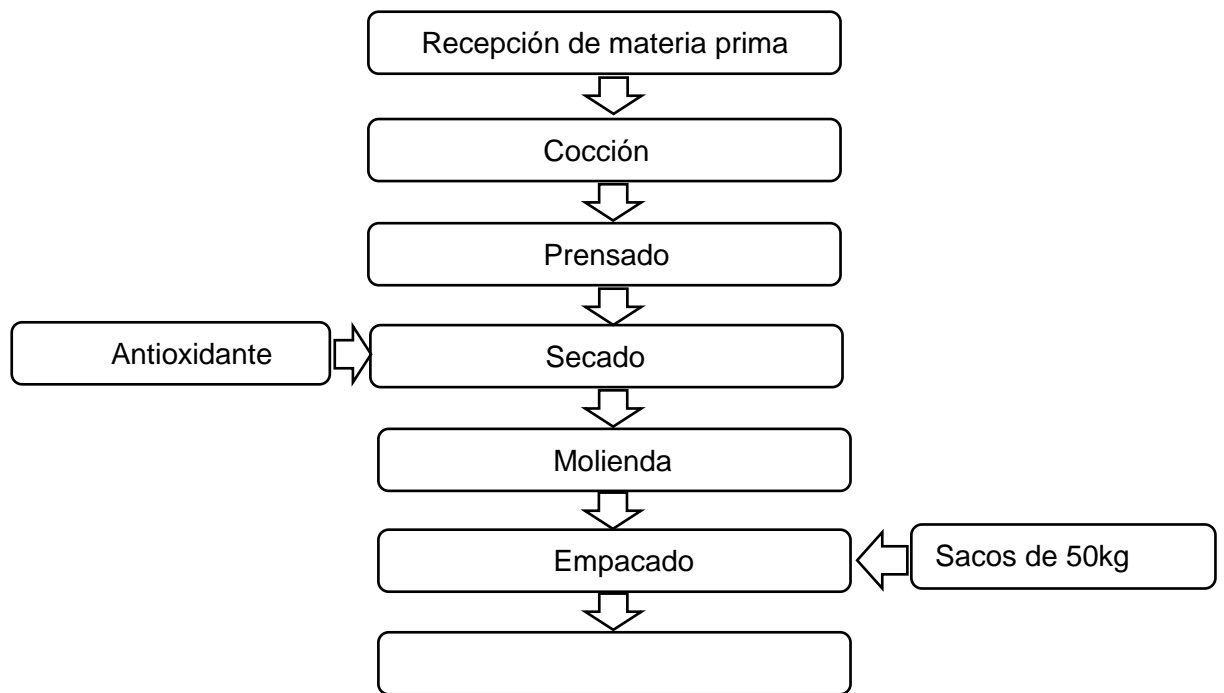 Recepción de materia prima
Cocción
Prensado
Antioxidante
Secado
Molienda
Empacado
Sacos de 50kg